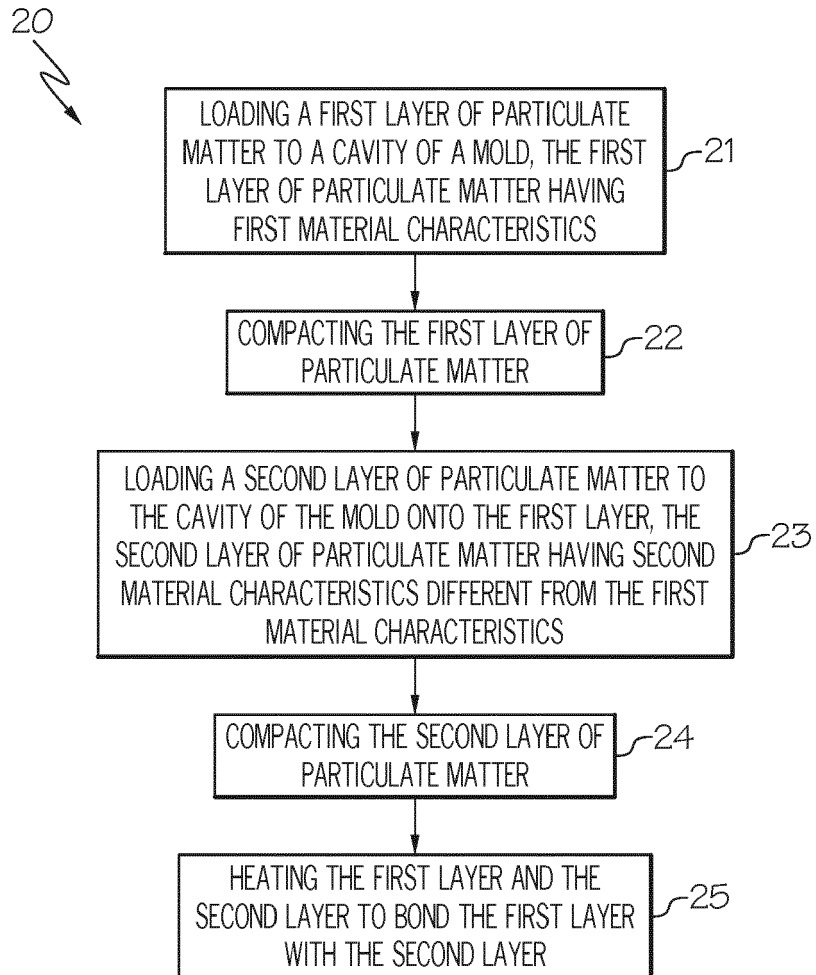 20
LOADING A FIRST LAYER OF PARTICULATE
MATTER TO A CAVITY OF A MOLD, THE FIRST
LAYER OF PARTICULATE MATTER HAVING
FIRST MATERIAL CHARACTERISTICS
21
COMPACTING THE FIRST LAYER OF
PARTICULATE MATTER
22
LOADING A SECOND LAYER OF PARTICULATE MATTER TO
THE CAVITY OF THE MOLD ONTO THE FIRST LAYER, THE
SECOND LAYER OF PARTICULATE MATTER HAVING SECOND
MATERIAL CHARACTERISTICS DIFFERENT FROM THE FIRST
MATERIAL CHARACTERISTICS
23
COMPACTING THE SECOND LAYER OF
PARTICULATE MATTER
24
HEATING THE FIRST LAYER AND THE
SECOND LAYER TO BOND THE FIRST LAYER
WITH THE SECOND LAYER
25